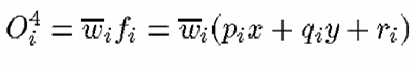 $O_i^4 = \overline{w}_i f_i = \overline{w}_i (p_i x + q_i y + r_i)$